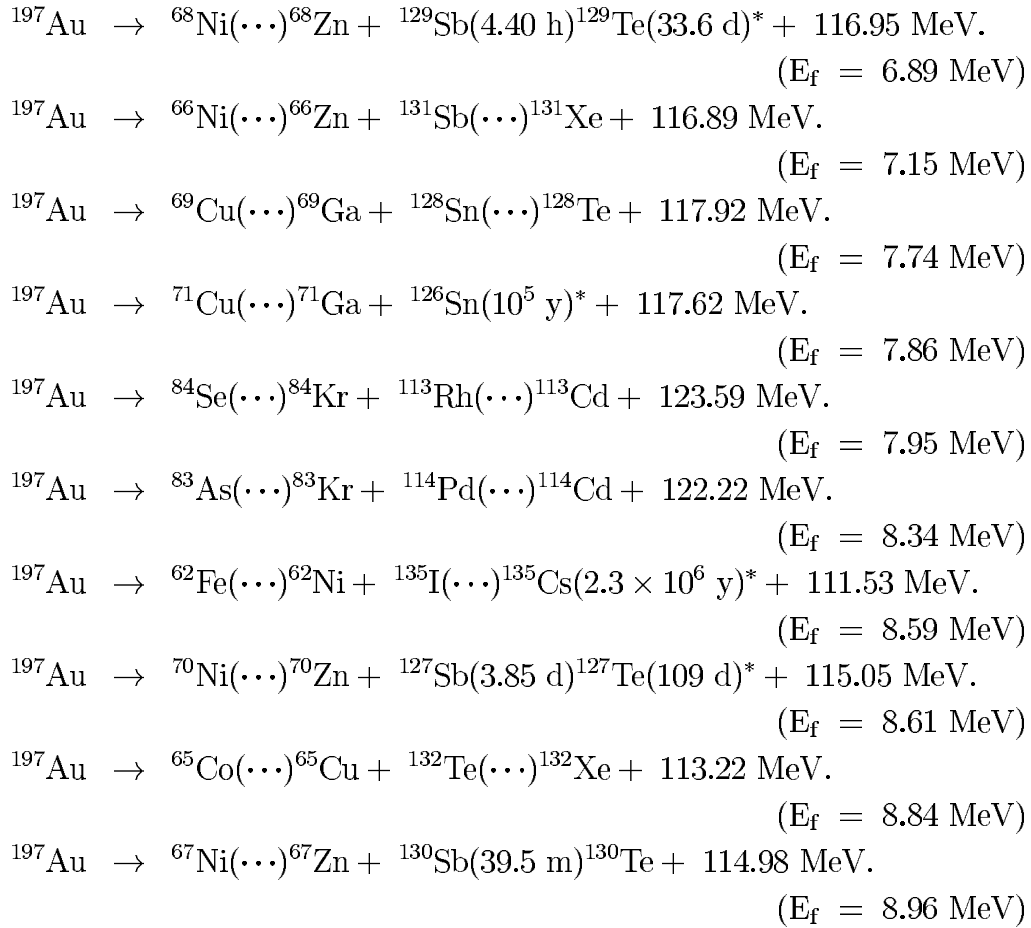 ¹⁹⁷Au → ⁶⁸Ni(⋯)⁶⁸Zn + ¹²⁹Sb(4.40 h)¹²⁹Te(33.6 d)* + 116.95 MeV.
(E_f = 6.89 MeV)
¹⁹⁷Au → ⁶⁶Ni(⋯)⁶⁶Zn + ¹³¹Sb(⋯)¹³¹Xe + 116.89 MeV.
(E_f = 7.15 MeV)
¹⁹⁷Au → ⁶⁹Cu(⋯)⁶⁹Ga + ¹²⁸Sn(⋯)¹²⁸Te + 117.92 MeV.
(E_f = 7.74 MeV)
¹⁹⁷Au → ⁷¹Cu(⋯)⁷¹Ga + ¹²⁶Sn(10⁵ y)* + 117.62 MeV.
(E_f = 7.86 MeV)
¹⁹⁷Au → ⁸⁴Se(⋯)⁸⁴Kr + ¹¹³Rh(⋯)¹¹³Cd + 123.59 MeV.
(E_f = 7.95 MeV)
¹⁹⁷Au → ⁸³As(⋯)⁸³Kr + ¹¹⁴Pd(⋯)¹¹⁴Cd + 122.22 MeV.
(E_f = 8.34 MeV)
¹⁹⁷Au → ⁶²Fe(⋯)⁶²Ni + ¹³⁵I(⋯)¹³⁵Cs(2.3 × 10⁶ y)* + 111.53 MeV.
(E_f = 8.59 MeV)
¹⁹⁷Au → ⁷⁰Ni(⋯)⁷⁰Zn + ¹²⁷Sb(3.85 d)¹²⁷Te(109 d)* + 115.05 MeV.
(E_f = 8.61 MeV)
¹⁹⁷Au → ⁶⁵Co(⋯)⁶⁵Cu + ¹³²Te(⋯)¹³²Xe + 113.22 MeV.
(E_f = 8.84 MeV)
¹⁹⁷Au → ⁶⁷Ni(⋯)⁶⁷Zn + ¹³⁰Sb(39.5 m)¹³⁰Te + 114.98 MeV.
(E_f = 8.96 MeV)